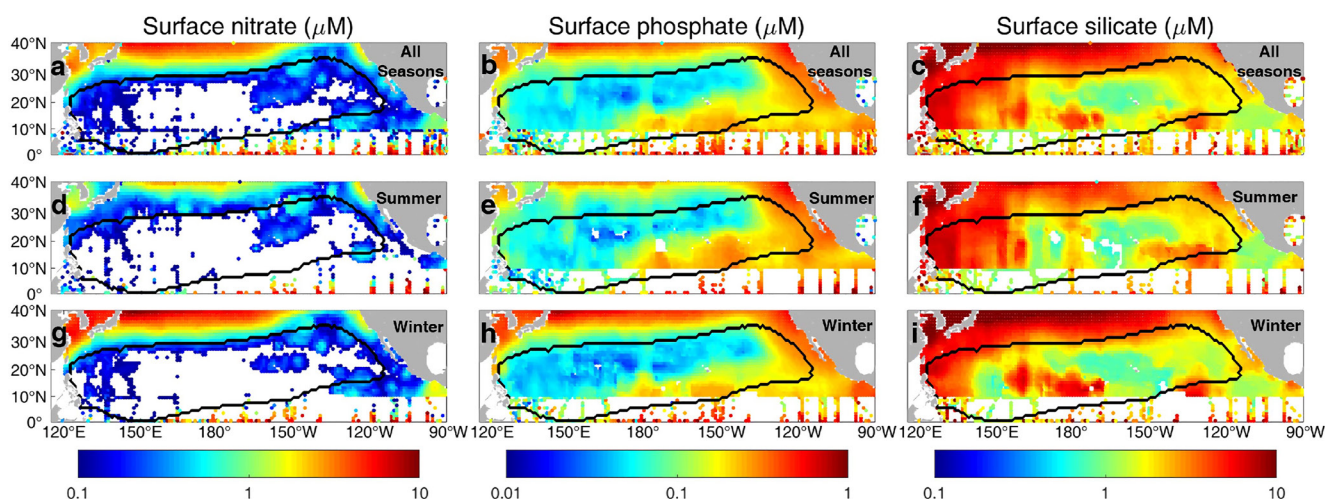 Surface nitrate (μM) Surface phosphate (μM) Surface silicate (μM)
40°N a All Seasons b All seasons c All seasons
30°N
20°N
10°N
0°
40°N d Summer e Summer f Summer
30°N
20°N
10°N
0°
40°N g Winter h Winter i Winter
30°N
20°N
10°N
0°
120°E 150°E 180°W 150°W 120°W 90°W 120°E 150°E 180°W 150°W 120°W 90°W 120°E 150°E 180°W 150°W 120°W 90°W
0.1 1 10 0.01 0.1 1 0.1 1 10